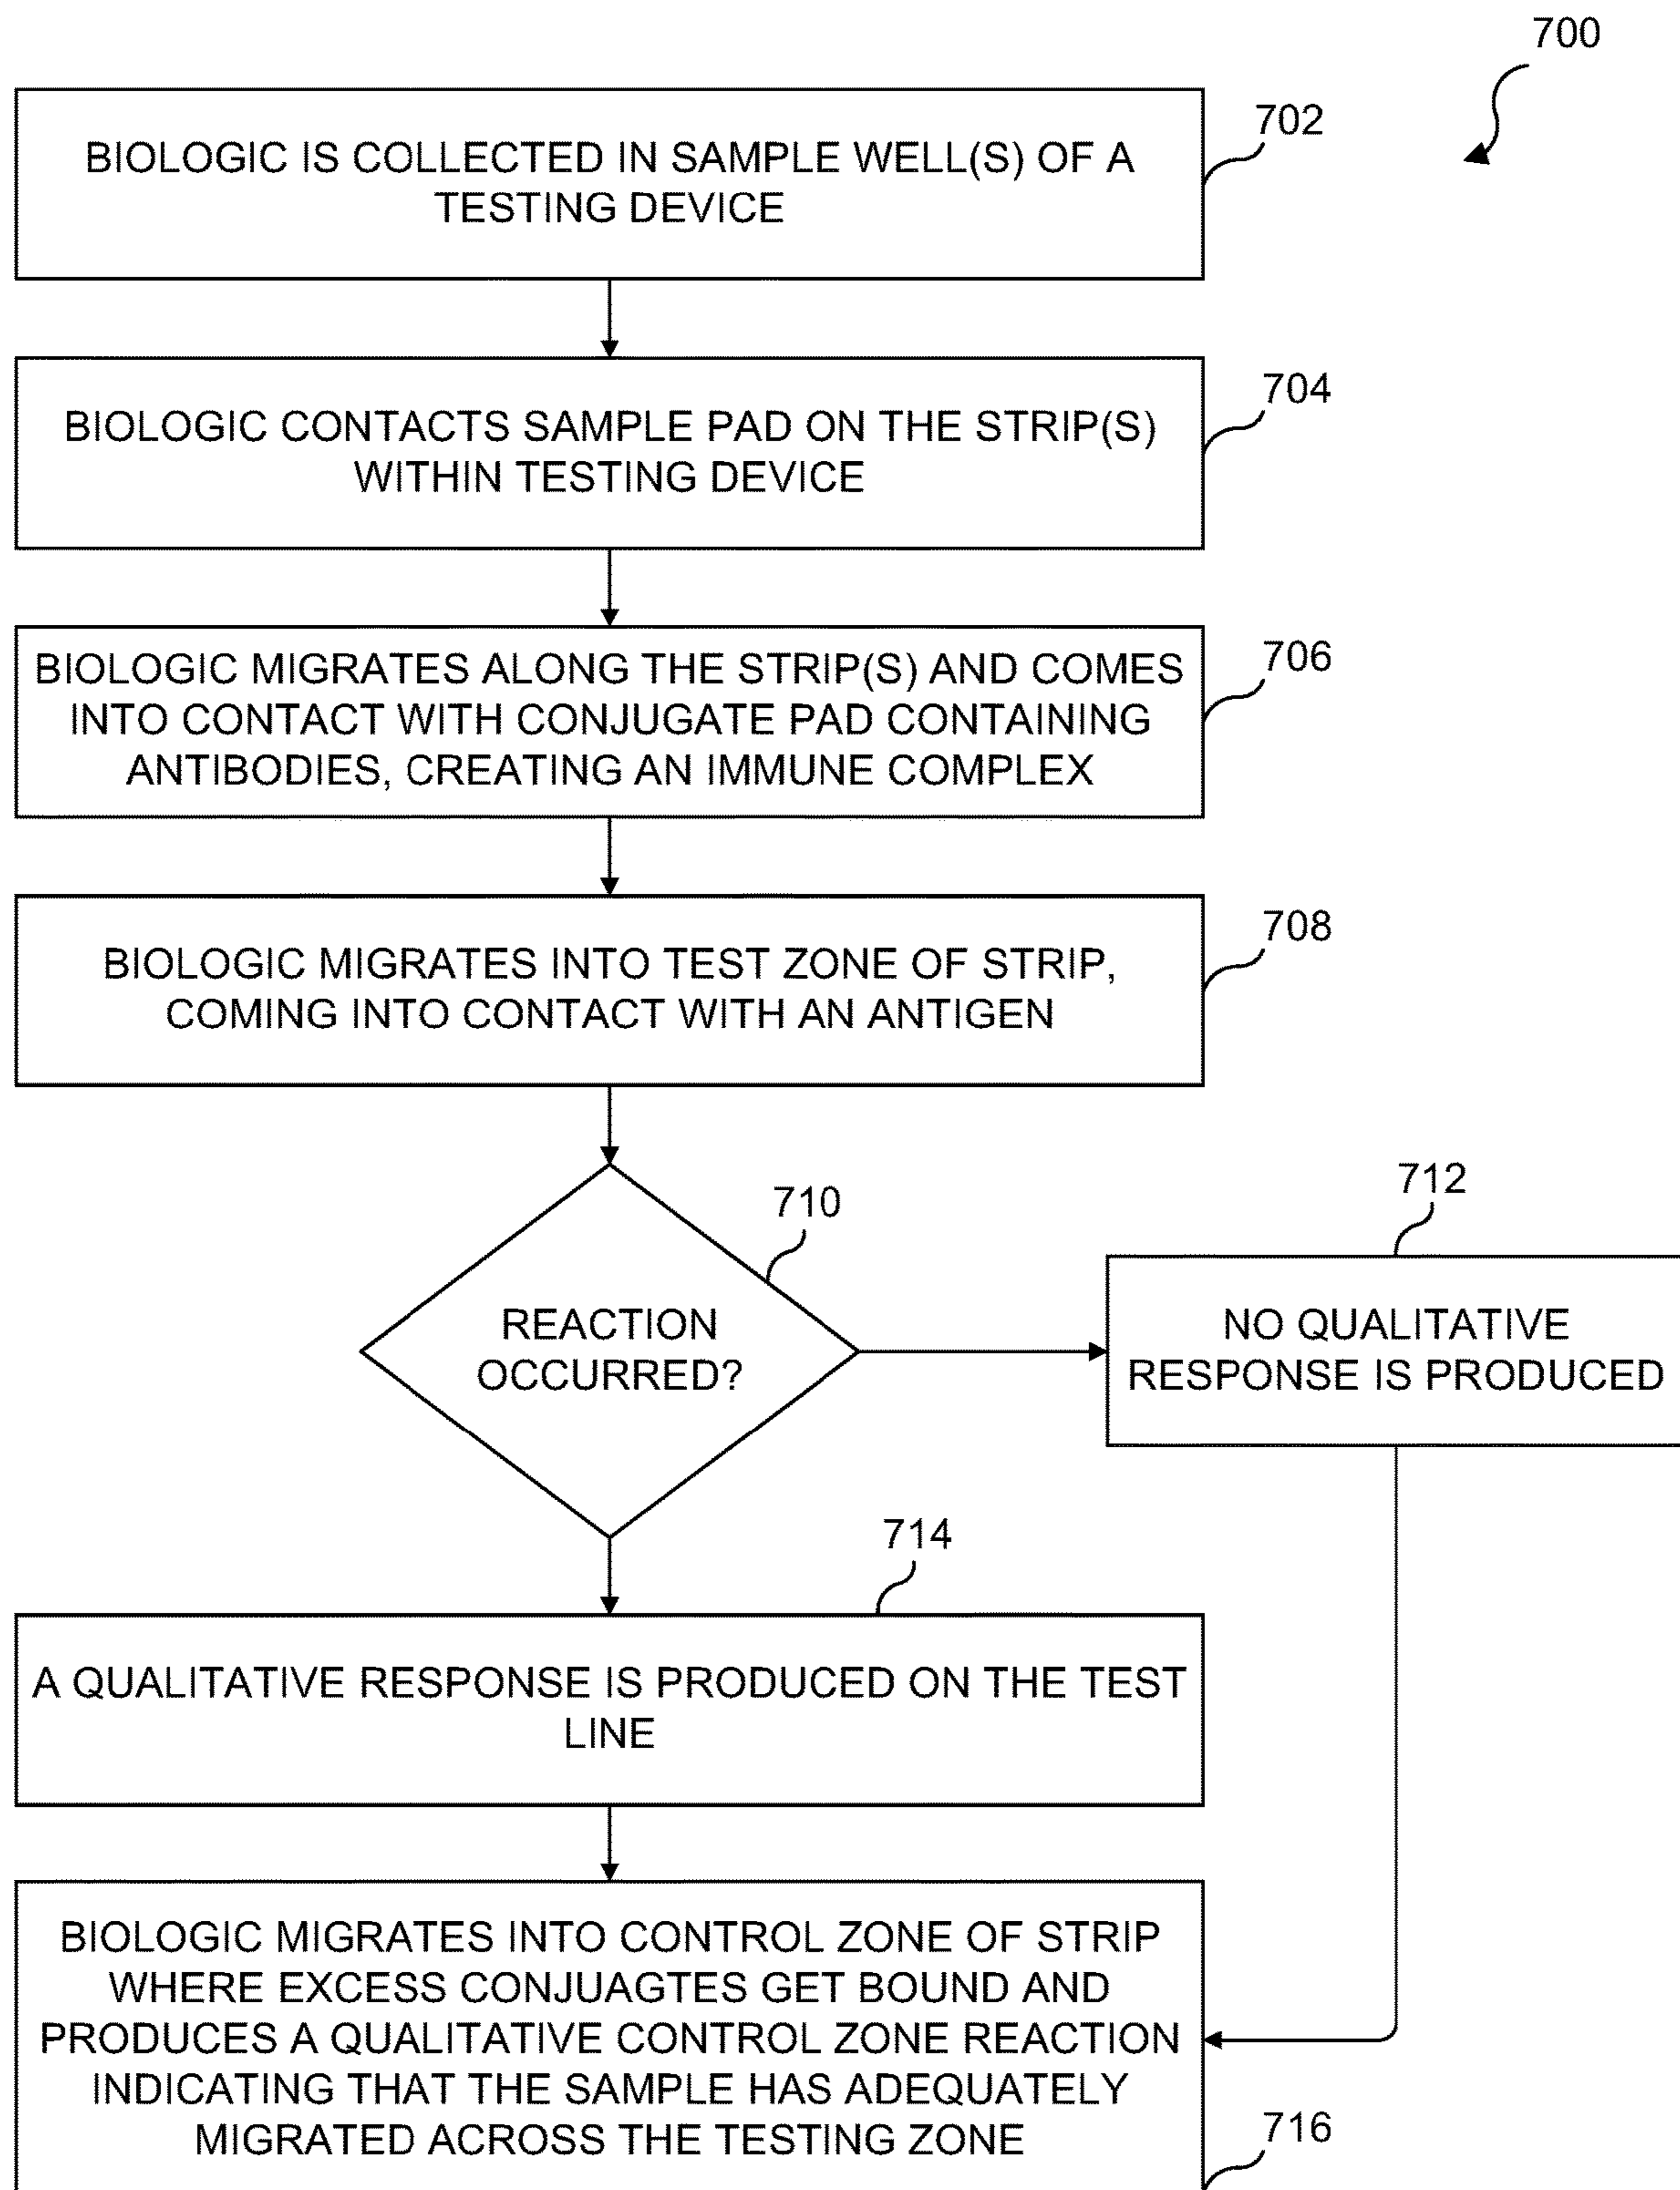 700
BIOLOGIC IS COLLECTED IN SAMPLE WELL(S) OF A
TESTING DEVICE
702
BIOLOGIC CONTACTS SAMPLE PAD ON THE STRIP(S)
WITHIN TESTING DEVICE
704
BIOLOGIC MIGRATES ALONG THE STRIP(S) AND COMES
INTO CONTACT WITH CONJUGATE PAD CONTAINING
ANTIBODIES, CREATING AN IMMUNE COMPLEX
706
BIOLOGIC MIGRATES INTO TEST ZONE OF STRIP,
COMING INTO CONTACT WITH AN ANTIGEN
708
REACTION
OCCURRED?
710
NO QUALITATIVE
RESPONSE IS PRODUCED
712
A QUALITATIVE RESPONSE IS PRODUCED ON THE TEST
LINE
714
BIOLOGIC MIGRATES INTO CONTROL ZONE OF STRIP
WHERE EXCESS CONJUAGTES GET BOUND AND
PRODUCES A QUALITATIVE CONTROL ZONE REACTION
INDICATING THAT THE SAMPLE HAS ADEQUATELY
MIGRATED ACROSS THE TESTING ZONE
716